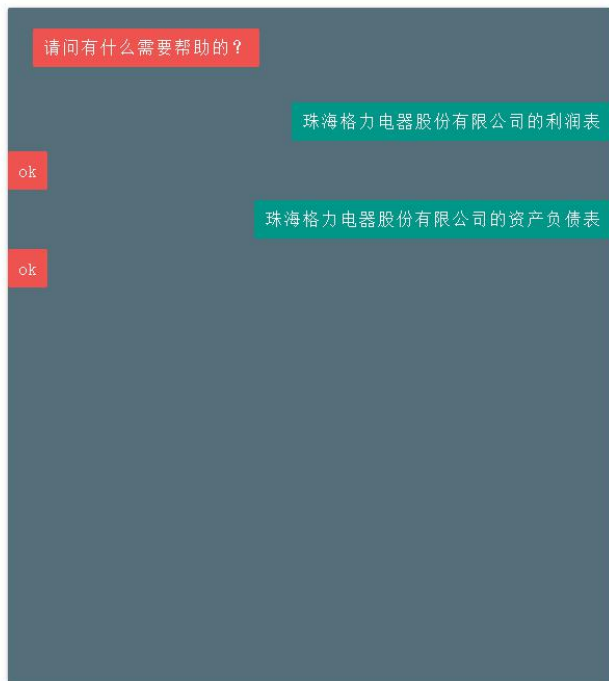 请问有什么需要帮助的？
珠海格力电器股份有限公司的利润表
ok
珠海格力电器股份有限公司的资产负债表
ok